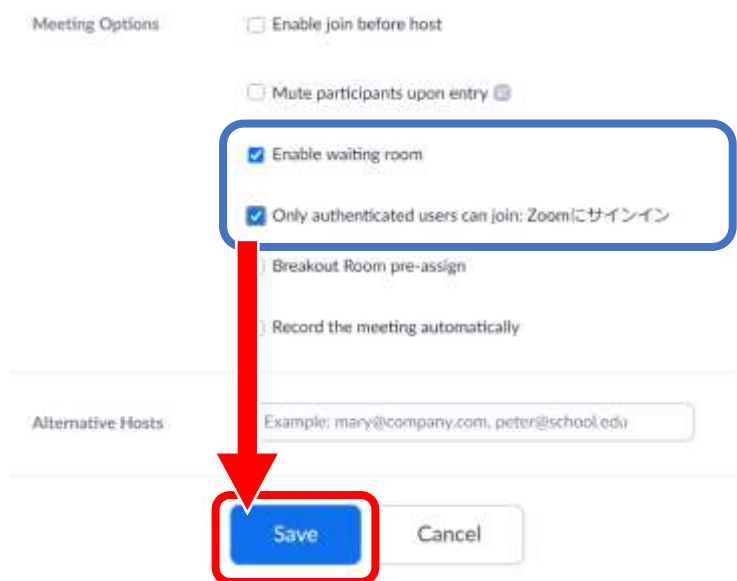 Meeting Options
Enable join before host
Mute participants upon entry
Enable waiting room
Only authenticated users can join: Zoomにサインイン
Breakout Room pre-assign
Record the meeting automatically
Alternative Hosts
Example: mary@company.com, peter@school.edu
Save
Cancel